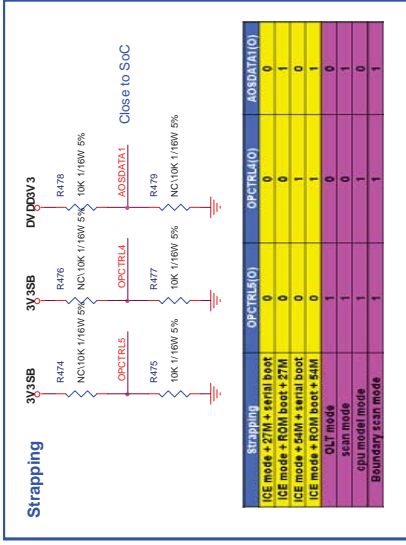 Strapping
3V3SB 3V3SB DVDD3V3
R474 R476 R478
NC\10K 1/16W 5% NC\10K 1/16W 5% 10K 1/16W 5%
OPCTRL5 OPCTRL4 AOSDATA1 Close to SoC
R475 R477 R479
10K 1/16W 5% 10K 1/16W 5% NC\10K 1/16W 5%
Strapping OPCTRL5(O) OPCTRL4(O) AOSDATA1(O)
ICE mode + 27M + serial boot 0 0 0
ICE mode + ROM boot + 27M 0 0 1
ICE mode + 54M + serial boot 0 1 0
ICE mode + ROM boot + 54M 0 1 1
OLT mode 1 0 0
scan mode 1 0 1
cpu model mode 1 1 0
Boundary scan mode 1 1 1